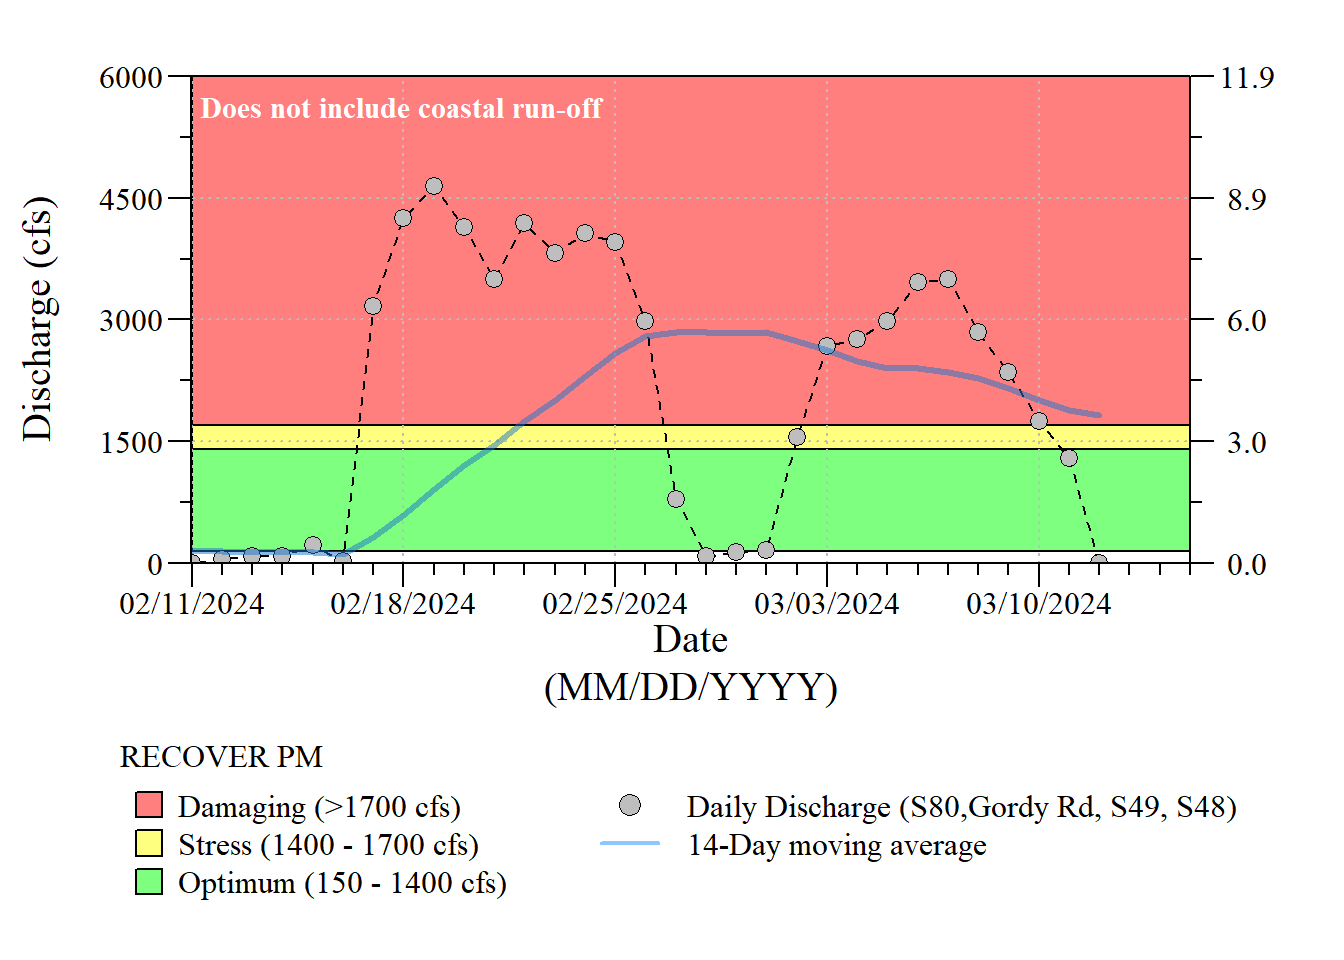 6000
11.9
Does not include coastal run-off
4500
8.9
Discharge (cfs)
3000
6.0
1500
3.0
0
0.0
02/11/2024 02/18/2024 02/25/2024 03/03/2024 03/10/2024
Date
(MM/DD/YYYY)
RECOVER PM
Damaging (>1700 cfs)
Stress (1400 - 1700 cfs)
Optimum (150 - 1400 cfs)
Daily Discharge (S80,Gordy Rd, S49, S48)
14-Day moving average